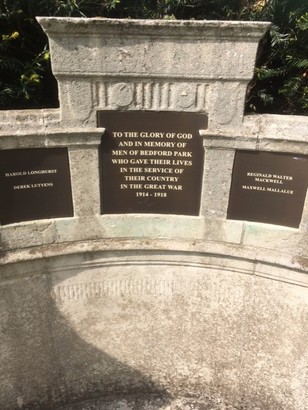 HAROLD LONGHURST
DEREK LUTYENS
TO THE GLORY OF GOD
AND IN MEMORY OF
MEN OF BEDFORD PARK
WHO GAVE THEIR LIVES
IN THE SERVICE OF
THEIR COUNTRY
IN THE GREAT WAR
1914 - 1918
REGINALD WALTER
MACKWELL
MAXWELL MALLALUE